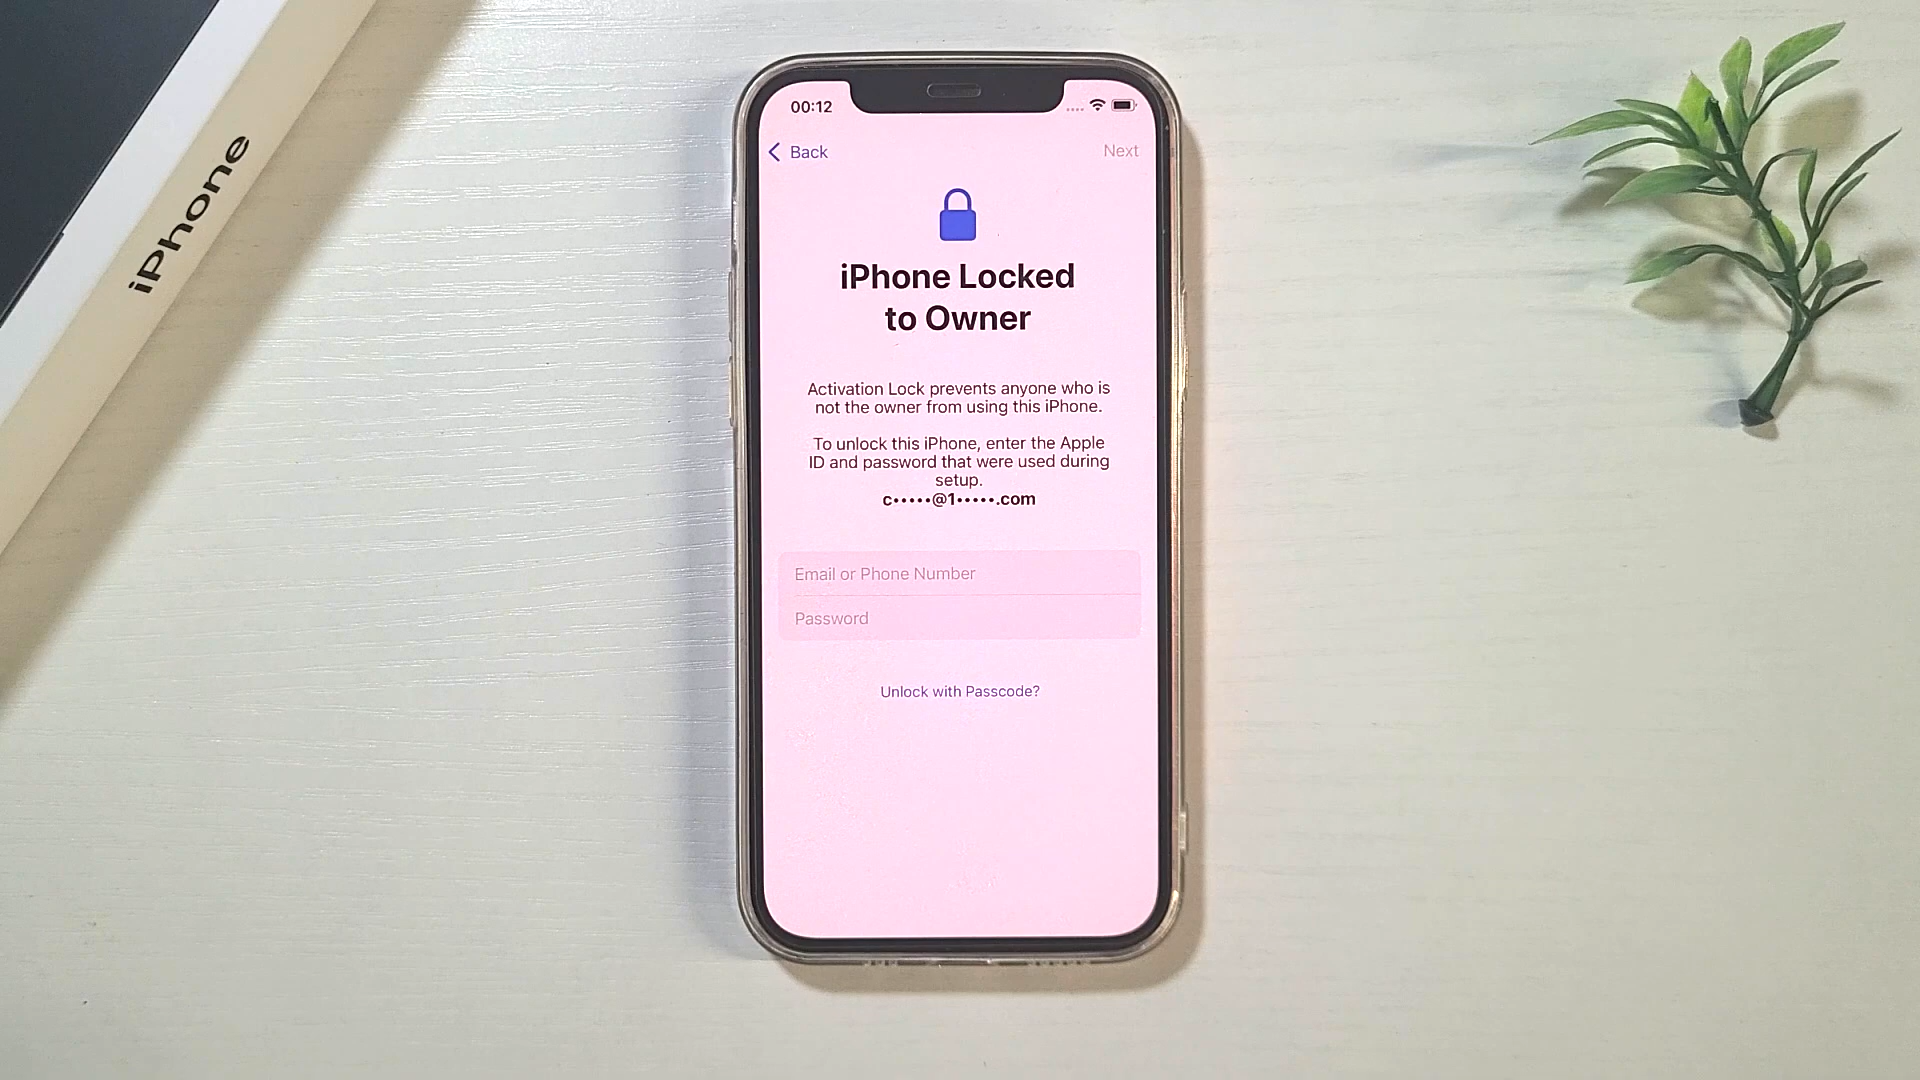 iPhone
00:12
Back
Next
iPhone Locked
to Owner
Activation Lock prevents anyone who is
not the owner from using this iPhone.
To unlock this iPhone, enter the Apple
ID and password that were used during
setup.
c•••••@1•••••.com
Email or Phone Number
Password
Unlock with Passcode?